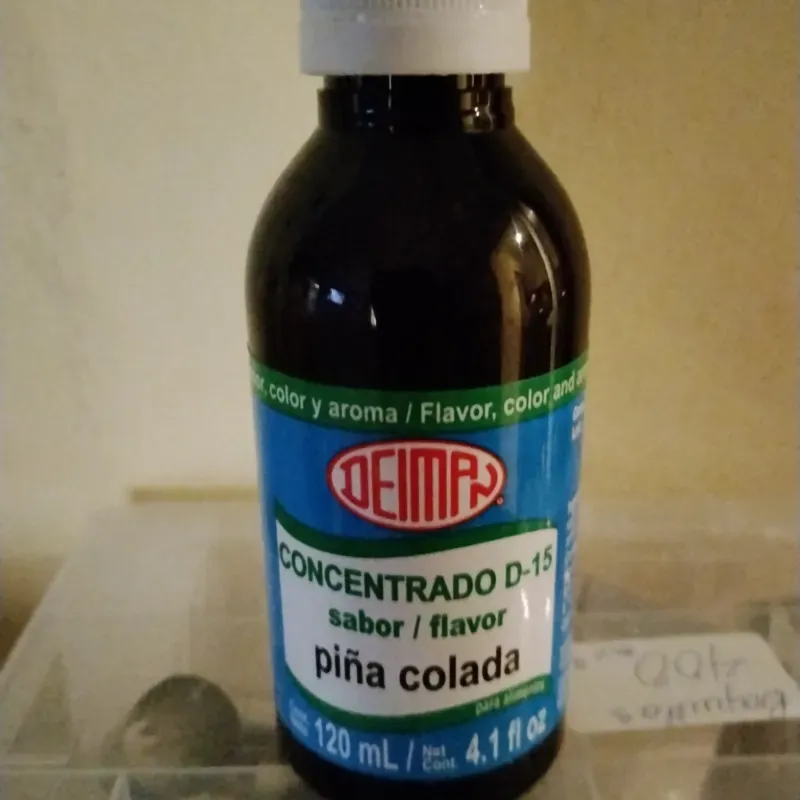 color y aroma / Flavor, color and
DEIMAN
CONCENTRADO D-15
sabor / flavor
piña colada
para alimentos
120 mL / Net Cont. 4.1 fl oz